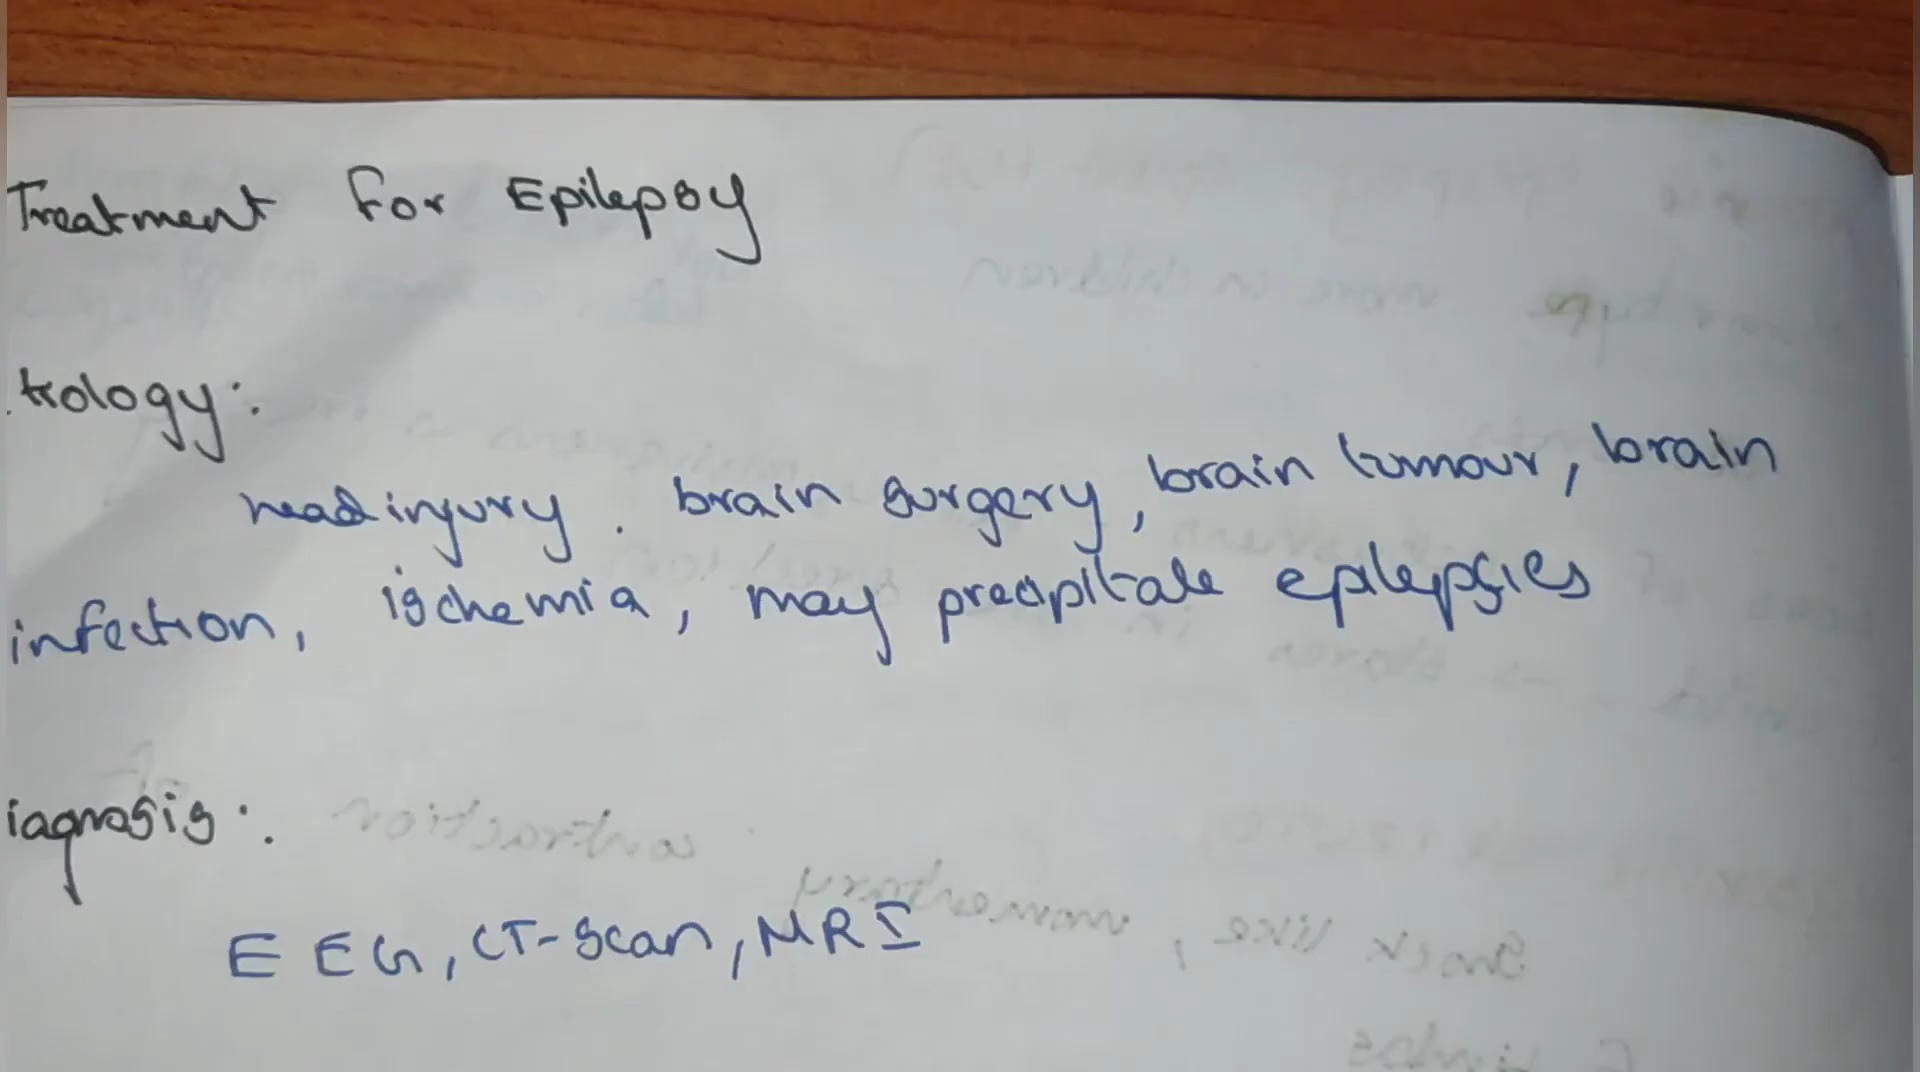 Treatment for Epilepsy
tiology:
head injury. brain surgery, brain tumour, brain
infection, ischemia, may precipitate epilepsies
iagnosis:
EEG, CT-Scan, MRI